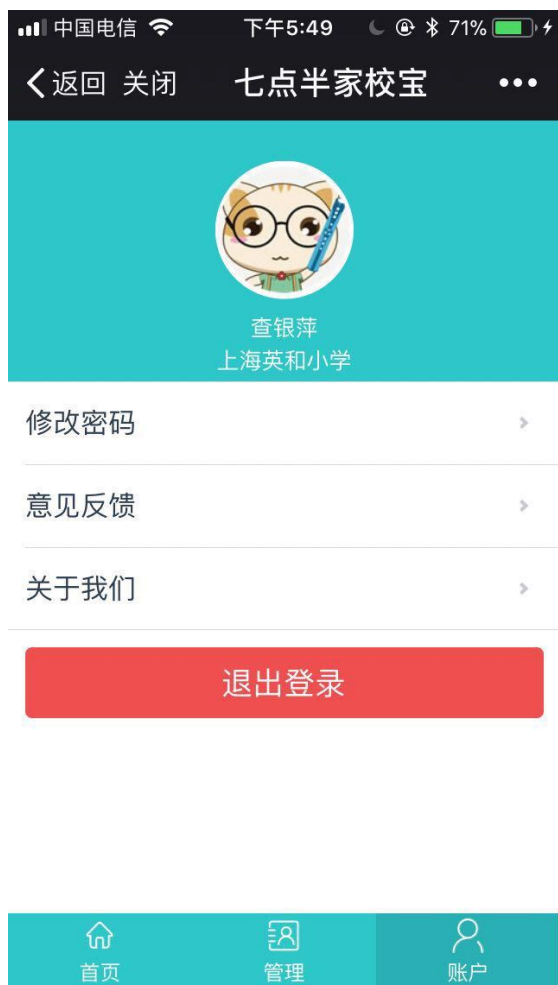 中国电信 下午5:49 71%
返回 关闭 七点半家校宝
查银萍
上海英和小学
修改密码
意见反馈
关于我们
退出登录
首页 管理 账户